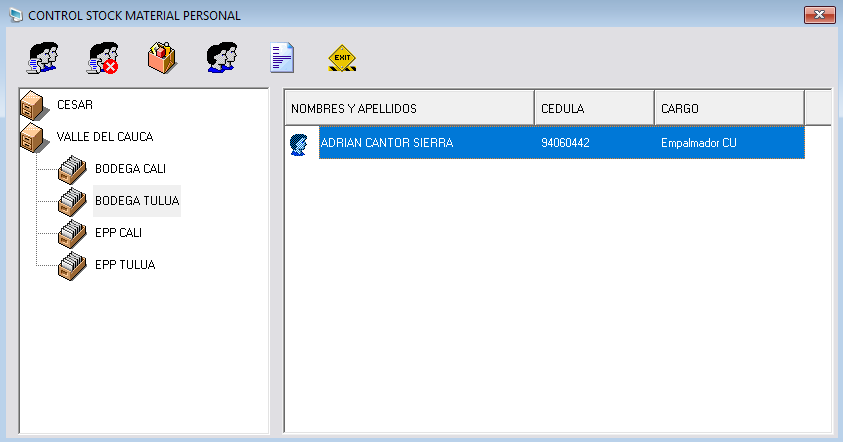 CONTROL STOCK MATERIAL PERSONAL
EXIT
CESAR
VALLE DEL CAUCA
BODEGA CALI
BODEGA TULUA
EPP CALI
EPP TULUA
NOMBRES Y APELLIDOS CEDULA CARGO
ADRIAN CANTOR SIERRA 94060442 Empalmador CU